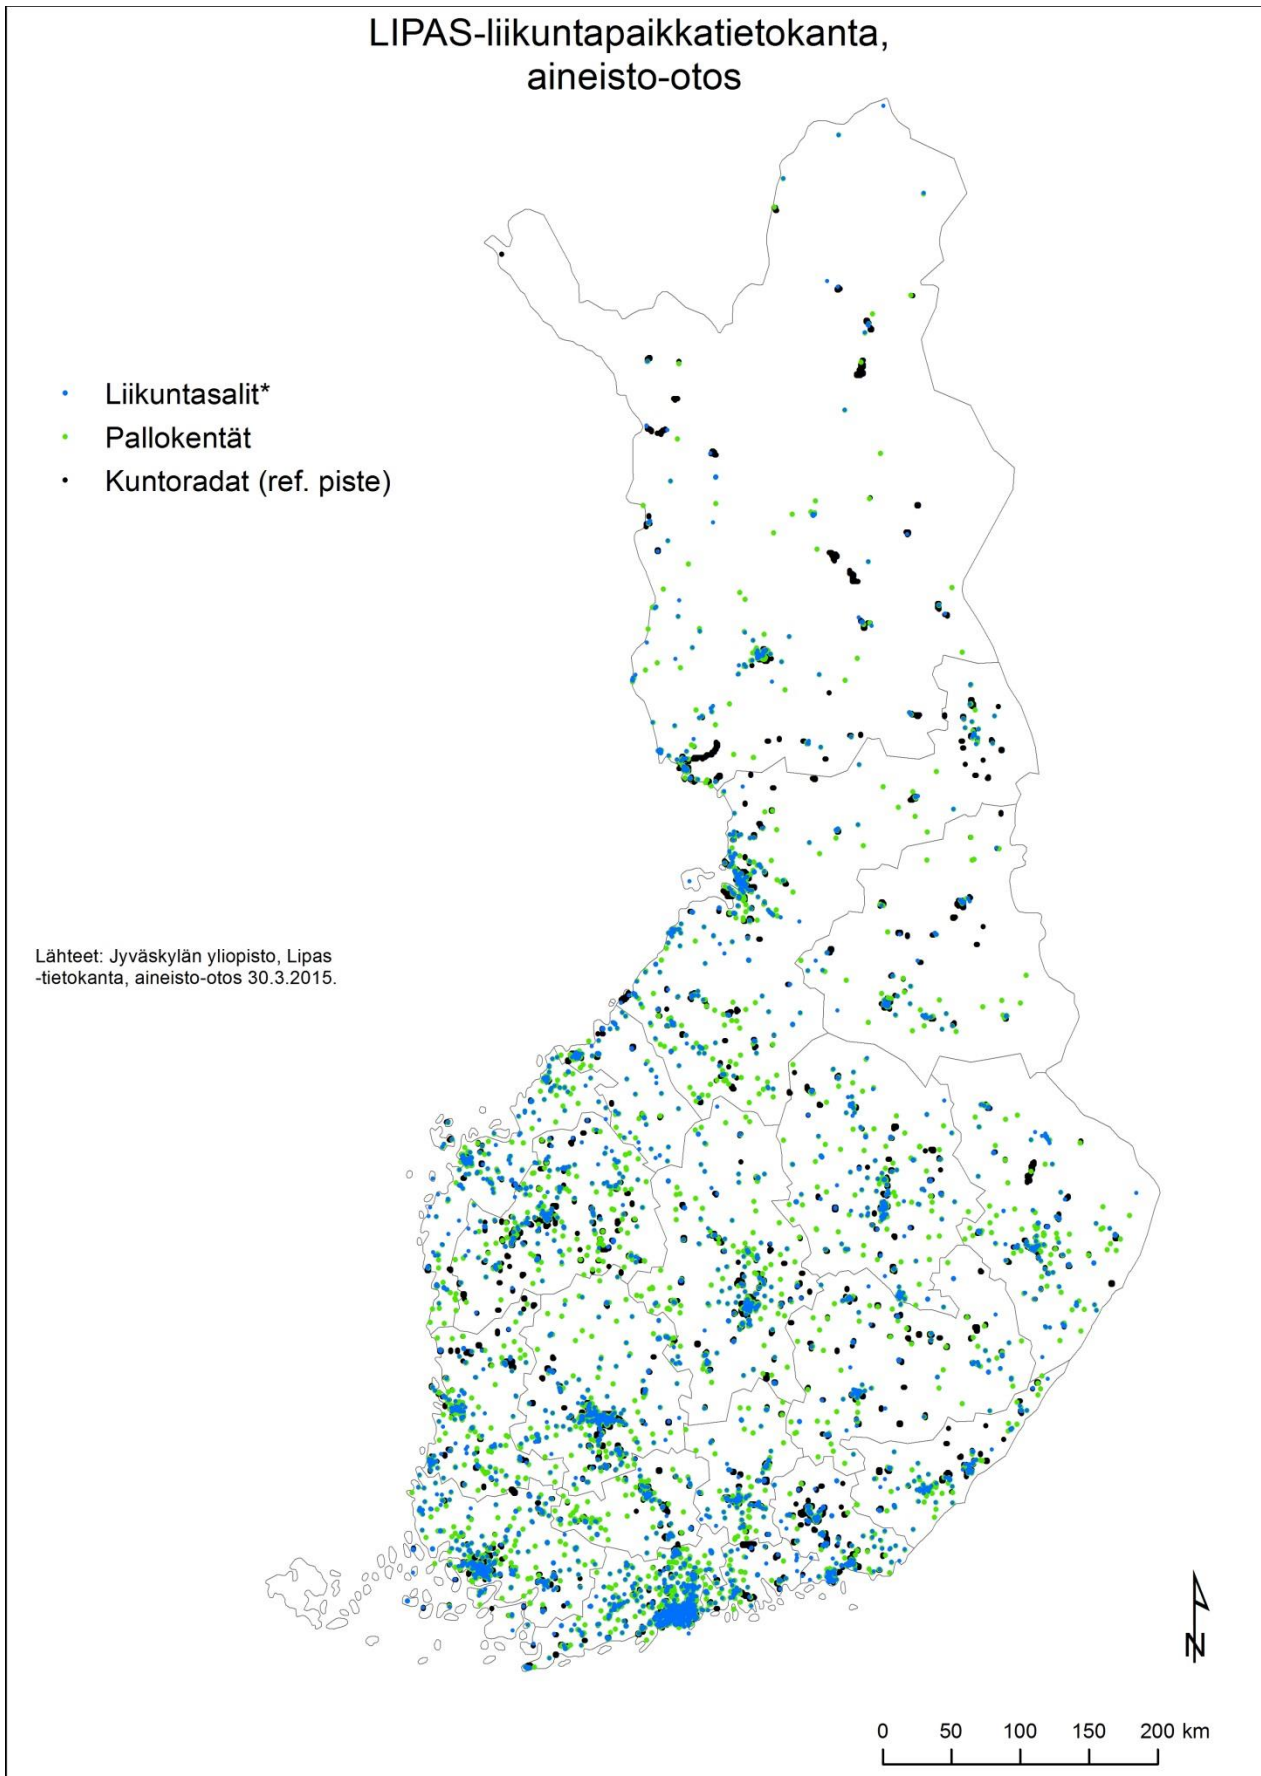 LIPAS-liikuntapaikkatietokanta,
aineisto-otos
Liikuntasalit*
Pallokentät
Kuntoradat (ref. piste)
Lähteet: Jyväskylän yliopisto, Lipas
-tietokanta, aineisto-otos 30.3.2015.
N
0 50 100 150 200 km